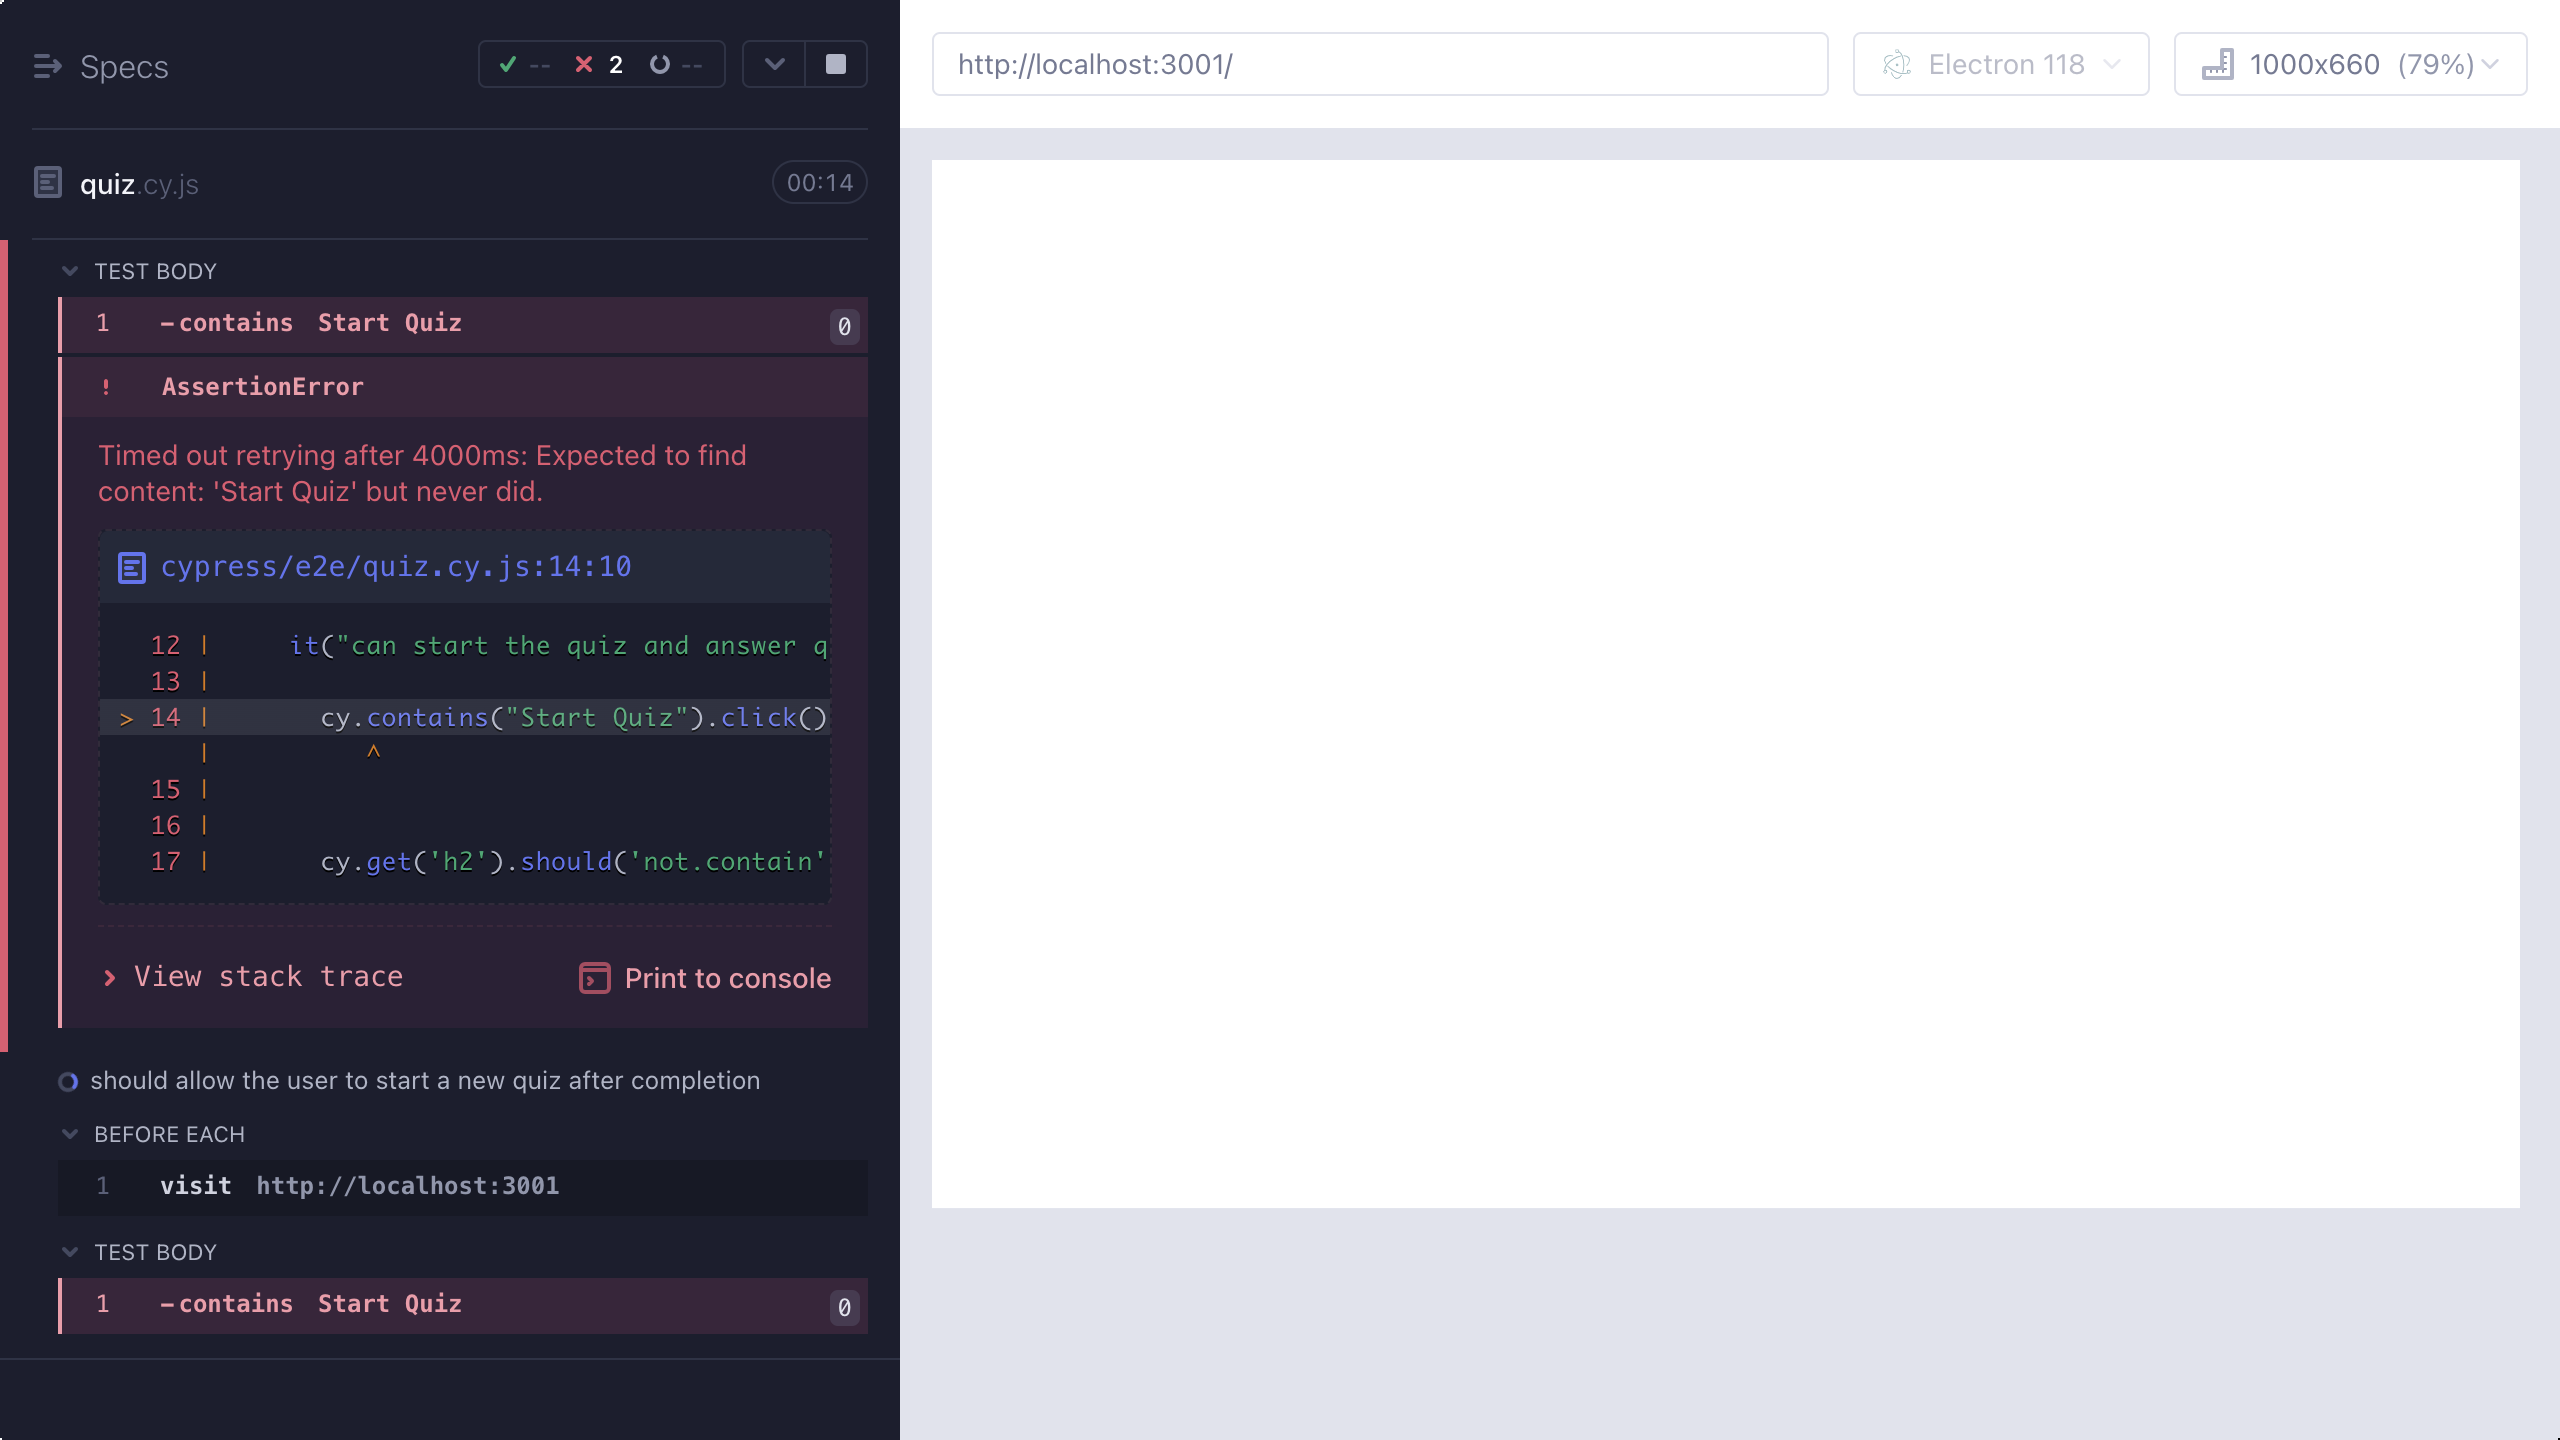 Specs
-- 2 --
quiz.cy.js 00:14
TEST BODY
1 -contains Start Quiz 0
! AssertionError
Timed out retrying after 4000ms: Expected to find
content: 'Start Quiz' but never did.
cypress/e2e/quiz.cy.js:14:10
12 | it("can start the quiz and answer q
13 |
> 14 | cy.contains("Start Quiz").click()
| ^
15 |
16 |
17 | cy.get('h2').should('not.contain'
View stack trace Print to console
should allow the user to start a new quiz after completion
BEFORE EACH
1 visit http://localhost:3001
TEST BODY
1 -contains Start Quiz 0
http://localhost:3001/ Electron 118 1000x660 (79%)